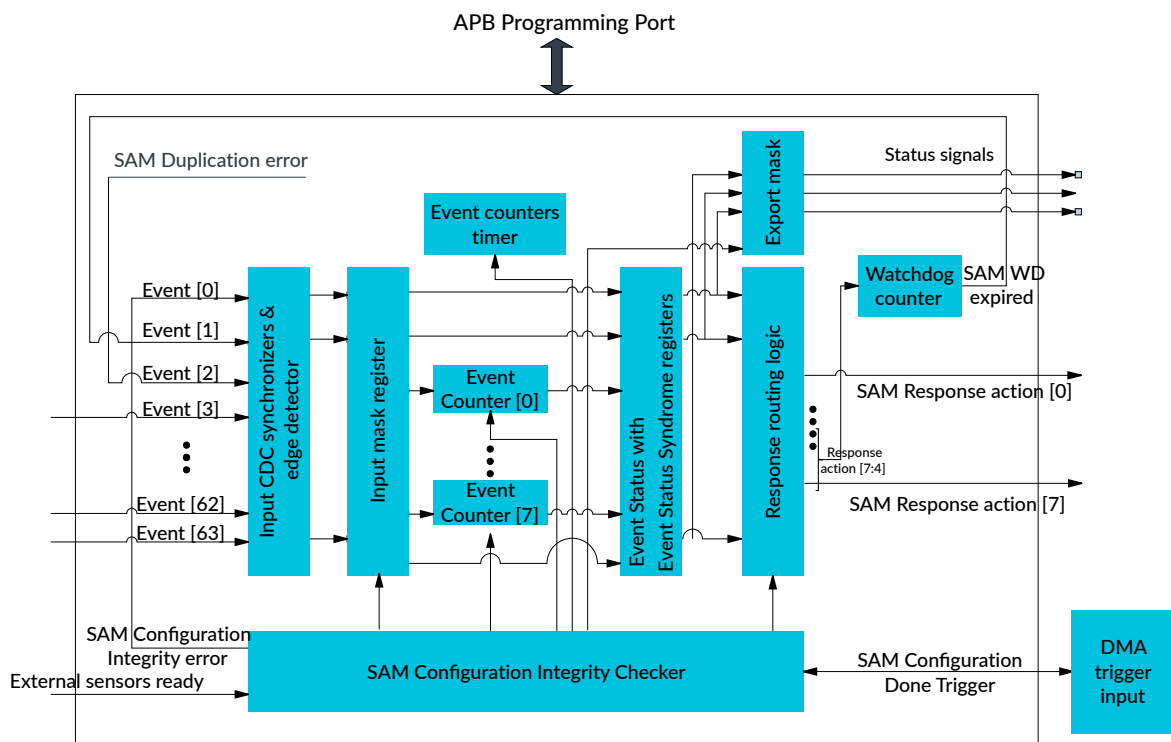 APB Programming Port
SAM Duplication error
Status signals
Export mask
Event counters
timer
Event [0]
Event [1]
Event [2]
Event [3]
Event [62]
Event [63]
Input CDC synchronizers &
edge detector
Input mask register
Event
Counter [0]
Event
Counter [7]
Event Status with
Event Status Syndrome registers
Response routing logic
Watchdog
counter
SAM WD
expired
SAM Response action [0]
Response
action [7:4]
SAM Response action [7]
SAM Configuration
Integrity error
External sensors ready
SAM Configuration Integrity Checker
SAM Configuration
Done Trigger
DMA
trigger
input